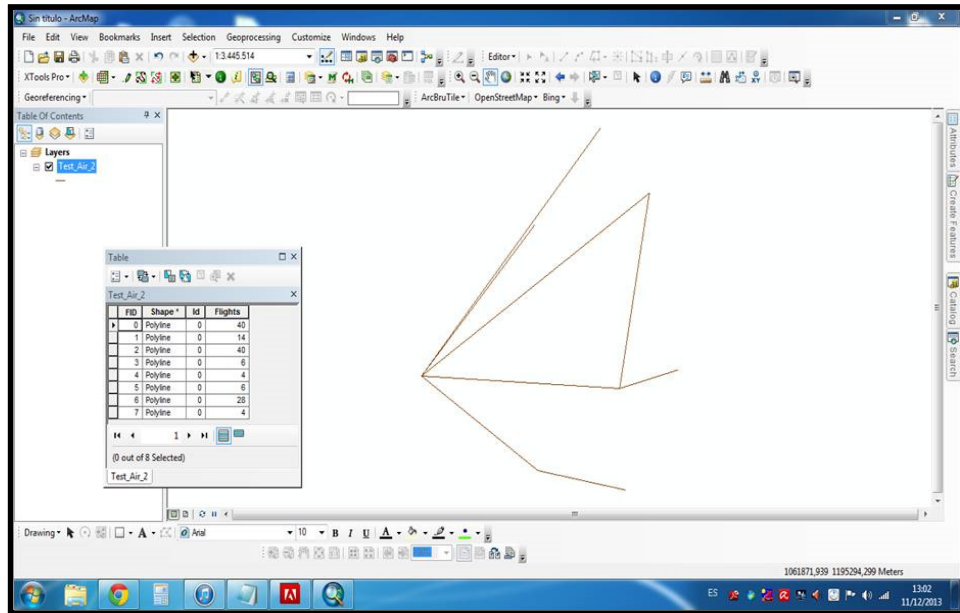 Sin título - ArcMap
File Edit View Bookmarks Insert Selection Geoprocessing Customize Windows Help
1:3.445.514
Editor
XTools Pro
Georeferencing
ArcBruTile OpenStreetMap Bing
Table Of Contents
Layers
Test_Air_2
Table
Test_Air_2
FID Shape * Id Flights
0 Polyline 0 40
1 Polyline 0 14
2 Polyline 0 40
3 Polyline 0 6
4 Polyline 0 4
5 Polyline 0 6
6 Polyline 0 28
7 Polyline 0 4
1
(0 out of 8 Selected)
Test_Air_2
Attributes
Create Features
Catalog
Search
Drawing A Arial 10 B I U A
1061871,939 1195294,299 Meters
ES
13:02
11/12/2013